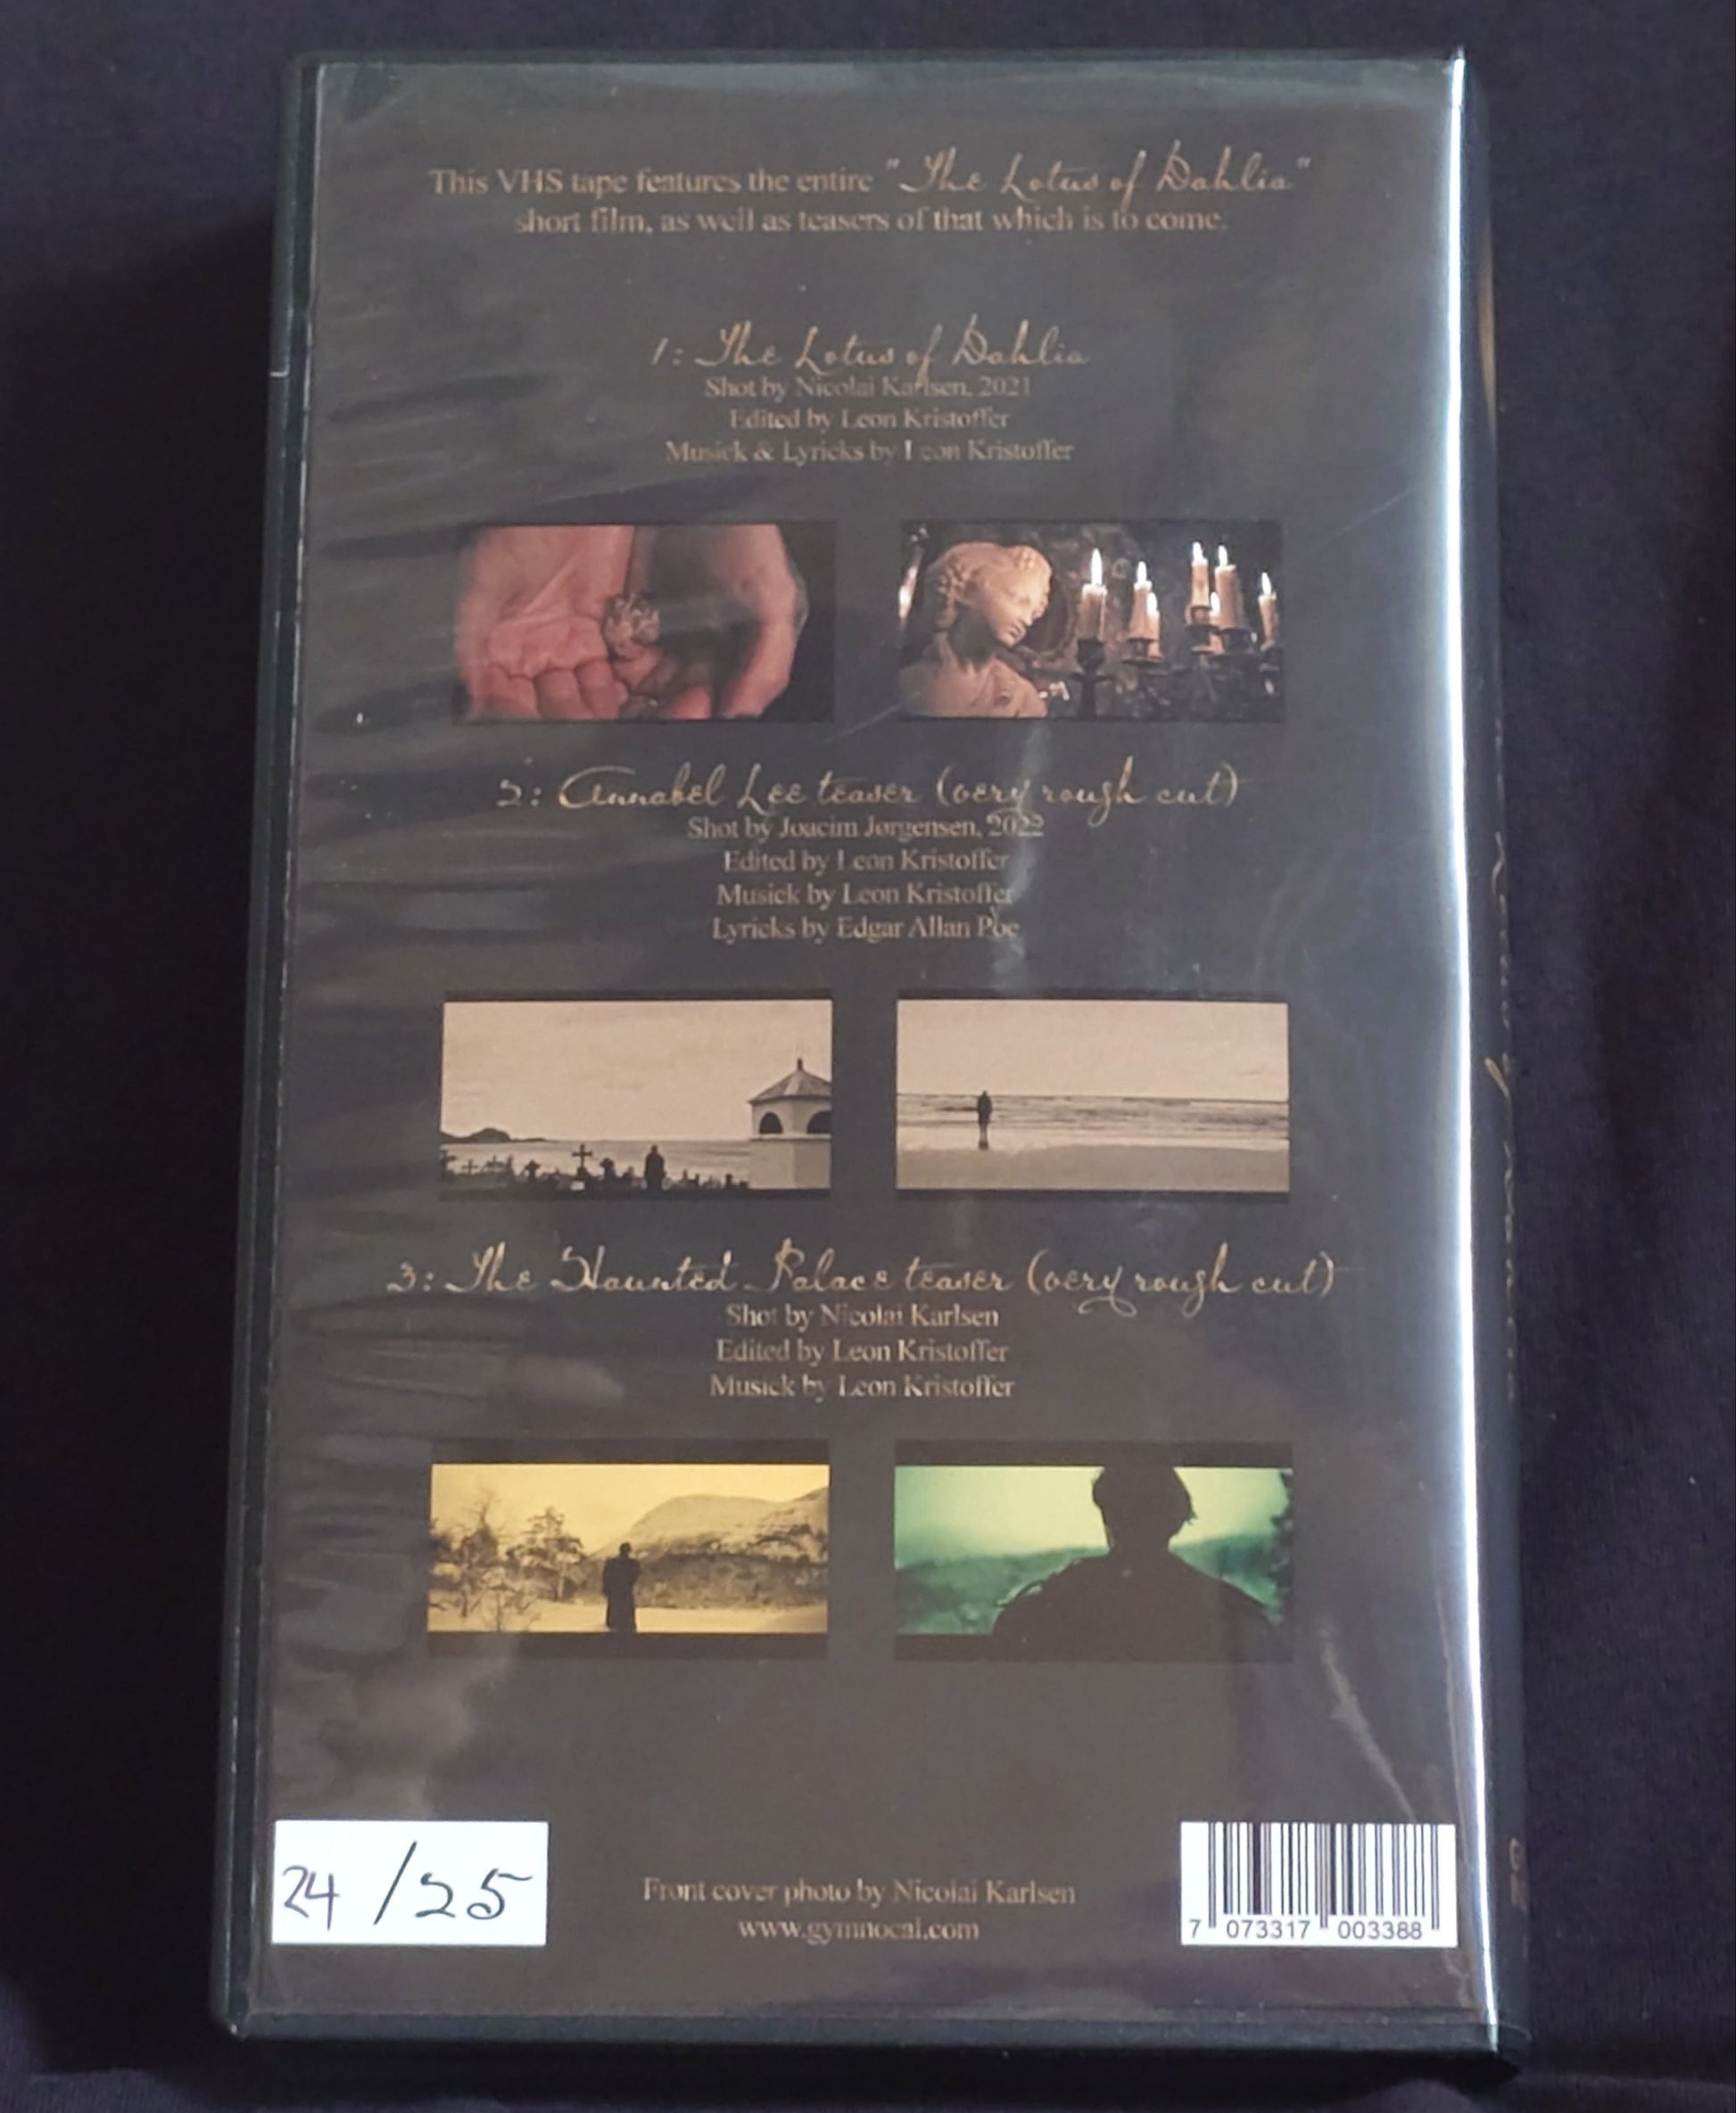 This VHS tape features the entire "The Lotus of Dahlia"
short film, as well as teasers of that which is to come.
1: The Lotus of Dahlia
Shot by Nicolai Karlsen, 2021
Edited by Leon Kristoffer
Musick & Lyricks by Leon Kristoffer
2: Annabel Lee teaser (very rough cut)
Shot by Joacim Jørgensen, 2022
Edited by Leon Kristoffer
Musick by Leon Kristoffer
Lyricks by Edgar Allan Poe
3: The Haunted Palace teaser (very rough cut)
Shot by Nicolai Karlsen
Edited by Leon Kristoffer
Musick by Leon Kristoffer
24/25
Front cover photo by Nicolai Karlsen
www.gymnocal.com
7 073317 003388